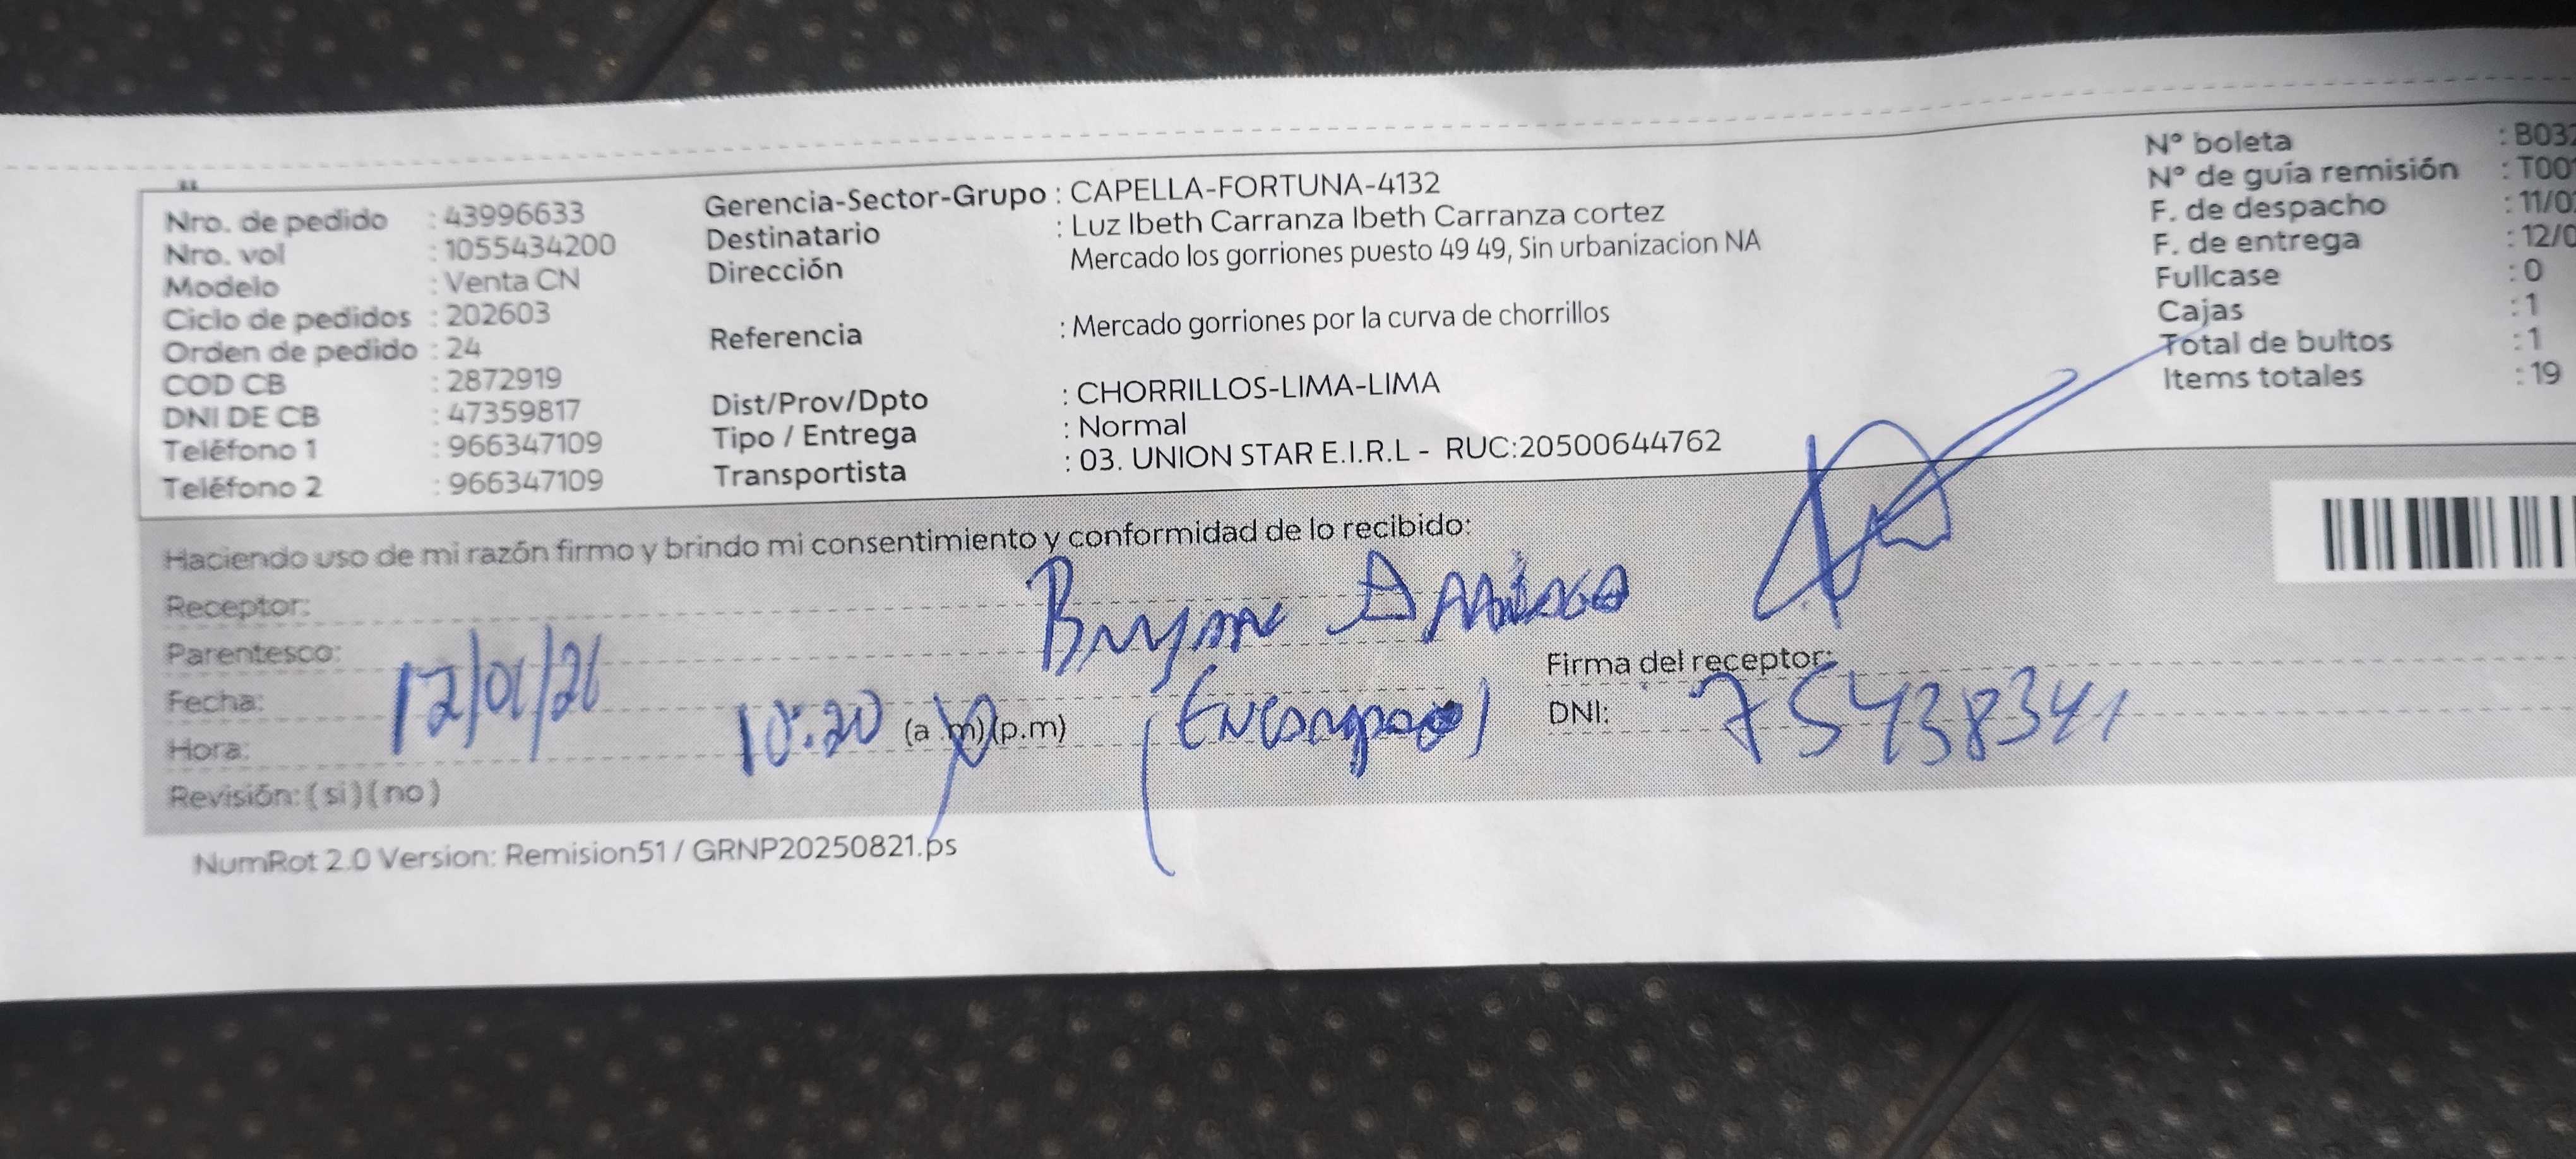 Nro. de pedido : 43996633
Nro. vol : 1055434200
Modelo : Venta CN
Ciclo de pedidos : 202603
Orden de pedido : 24
COD CB : 2872919
DNI DE CB : 47359817
Teléfono 1 : 966347109
Teléfono 2 : 966347109
Gerencia-Sector-Grupo : CAPELLA-FORTUNA-4132
Destinatario : Luz Ibeth Carranza Ibeth Carranza cortez
Dirección Mercado los gorriones puesto 49 49, Sin urbanizacion NA
Referencia : Mercado gorriones por la curva de chorrillos
Dist/Prov/Dpto : CHORRILLOS-LIMA-LIMA
Tipo / Entrega : Normal
Transportista : 03. UNION STAR E.I.R.L - RUC:20500644762
N° boleta : B03
N° de guía remisión : T00
F. de despacho : 11/0
F. de entrega : 12/0
Fullcase : 0
Cajas : 1
Total de bultos : 1
Items totales : 19
Haciendo uso de mi razón firmo y brindo mi consentimiento y conformidad de lo recibido:
Receptor:
Parentesco:
Firma del receptor:
Fecha: 12/01/26
DNI: 75438341
Hora: 10:20 (a m)(p.m)
Revisión: (si)(no)
NumRot 2.0 Version: Remision51 / GRNP20250821.ps